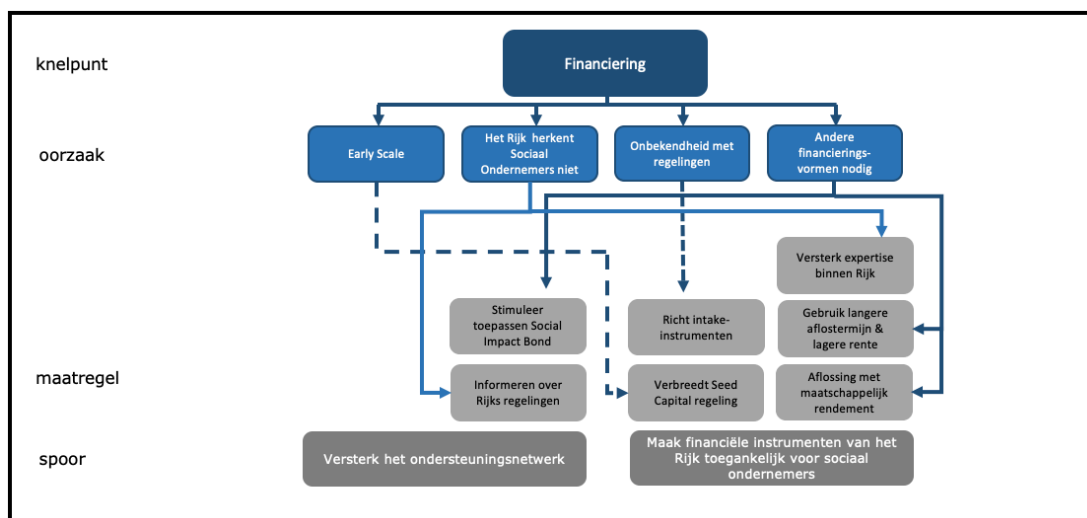 knelpunt
Financiering
oorzaak
Early Scale
Het Rijk herkent
Sociaal
Ondernemers niet
Onbekendheid met
regelingen
Andere
financierings-
vormen nodig
Versterk expertise
binnen Rijk
Stimuleer
toepassen Social
Impact Bond
Richt intake-
instrumenten
Gebruik langere
aflostermijn &
lagere rente
maatregel
Informeren over
Rijks regelingen
Verbreedt Seed
Capital regeling
Aflossing met
maatschappelijk
rendement
spoor
Versterk het ondersteuningsnetwerk
Maak financiële instrumenten van het
Rijk toegankelijk voor sociaal
ondernemers